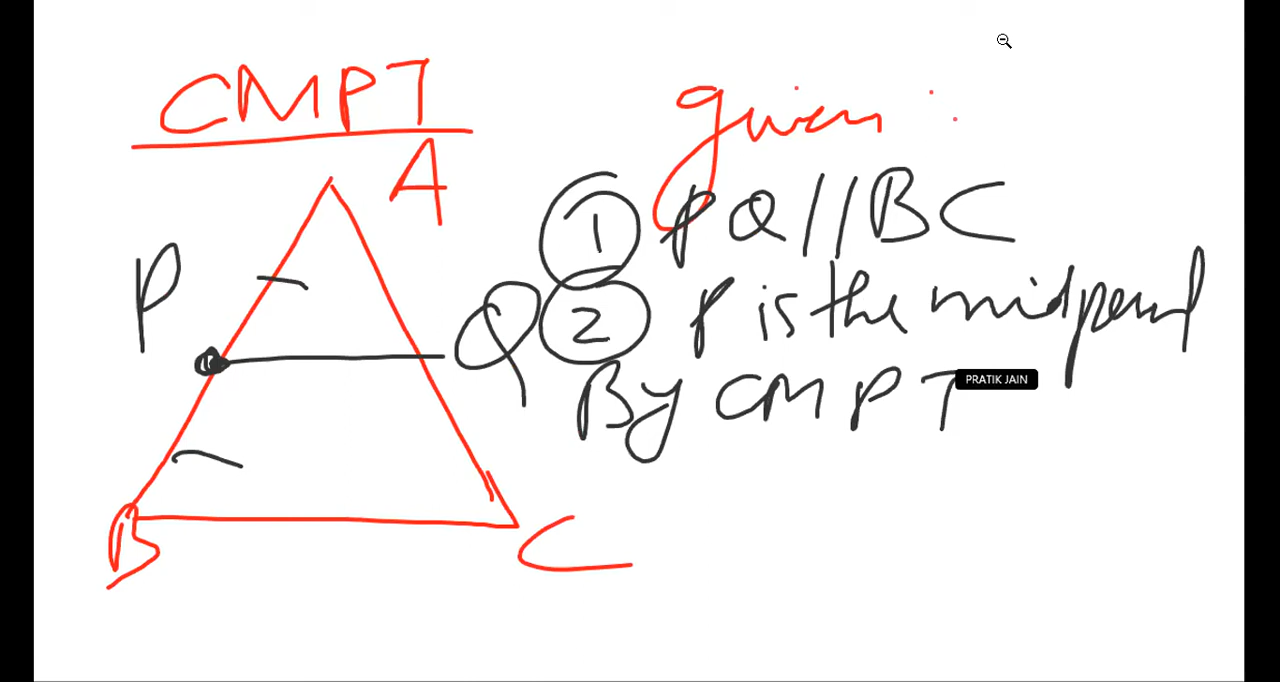 CMPT
given :
A
P
Q
1 PQ // BC
2 P is the midpoint
By CMPT
PRATIK JAIN
B
C